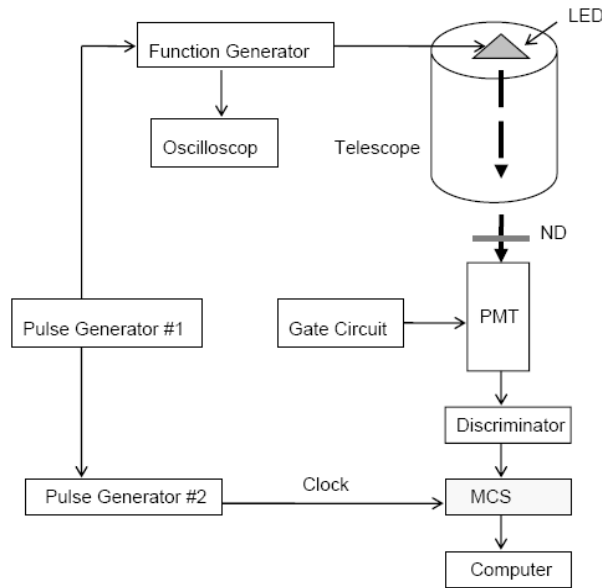 LED
Function Generator
Oscilloscop
Telescope
ND
Pulse Generator #1
Gate Circuit
PMT
Discriminator
Pulse Generator #2
Clock
MCS
Computer